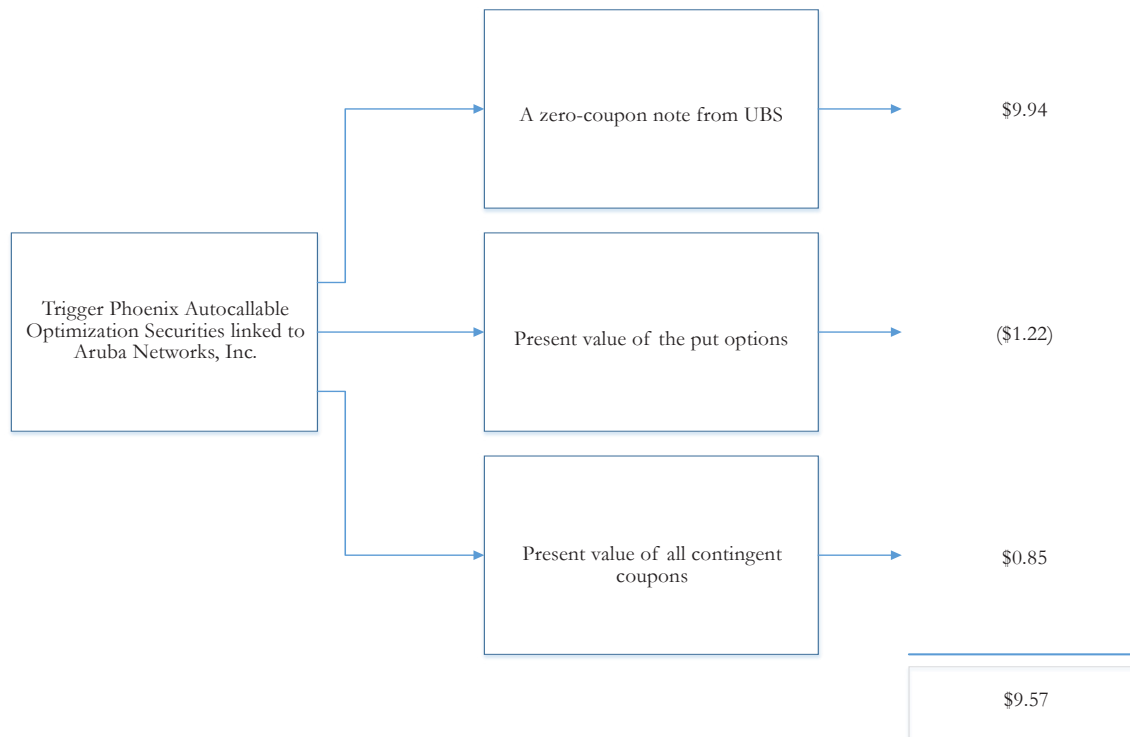 A zero-coupon note from UBS
$9.94
Trigger Phoenix Autocallable
Optimization Securities linked to
Aruba Networks, Inc.
Present value of the put options
($1.22)
Present value of all contingent
coupons
$0.85
$9.57